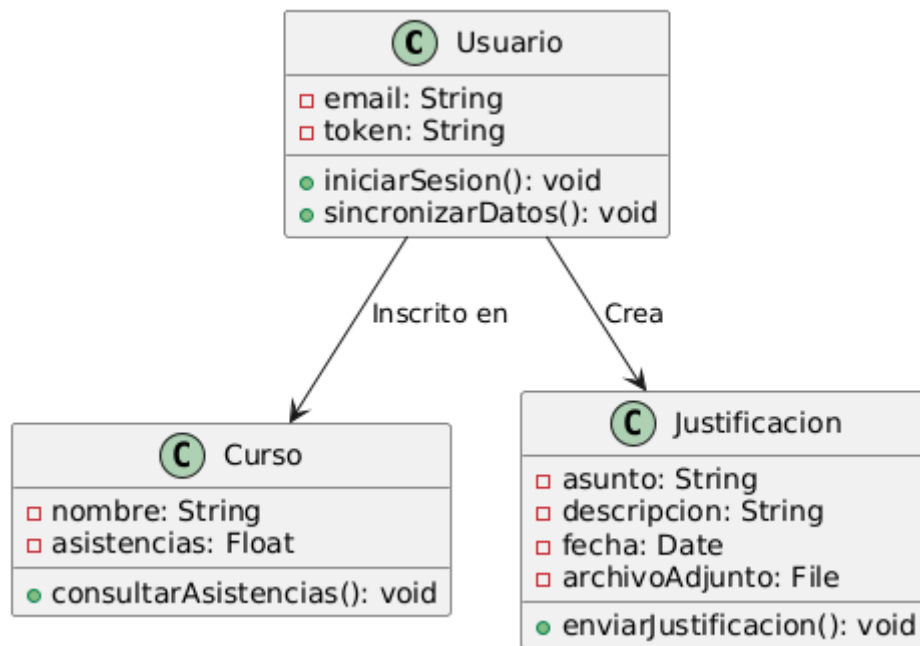 C Usuario
email: String
token: String
iniciarSesion(): void
sincronizarDatos(): void
Inscrito en
Crea
C Curso
nombre: String
asistencias: Float
consultarAsistencias(): void
C Justificacion
asunto: String
descripcion: String
fecha: Date
archivoAdjunto: File
enviarJustificacion(): void